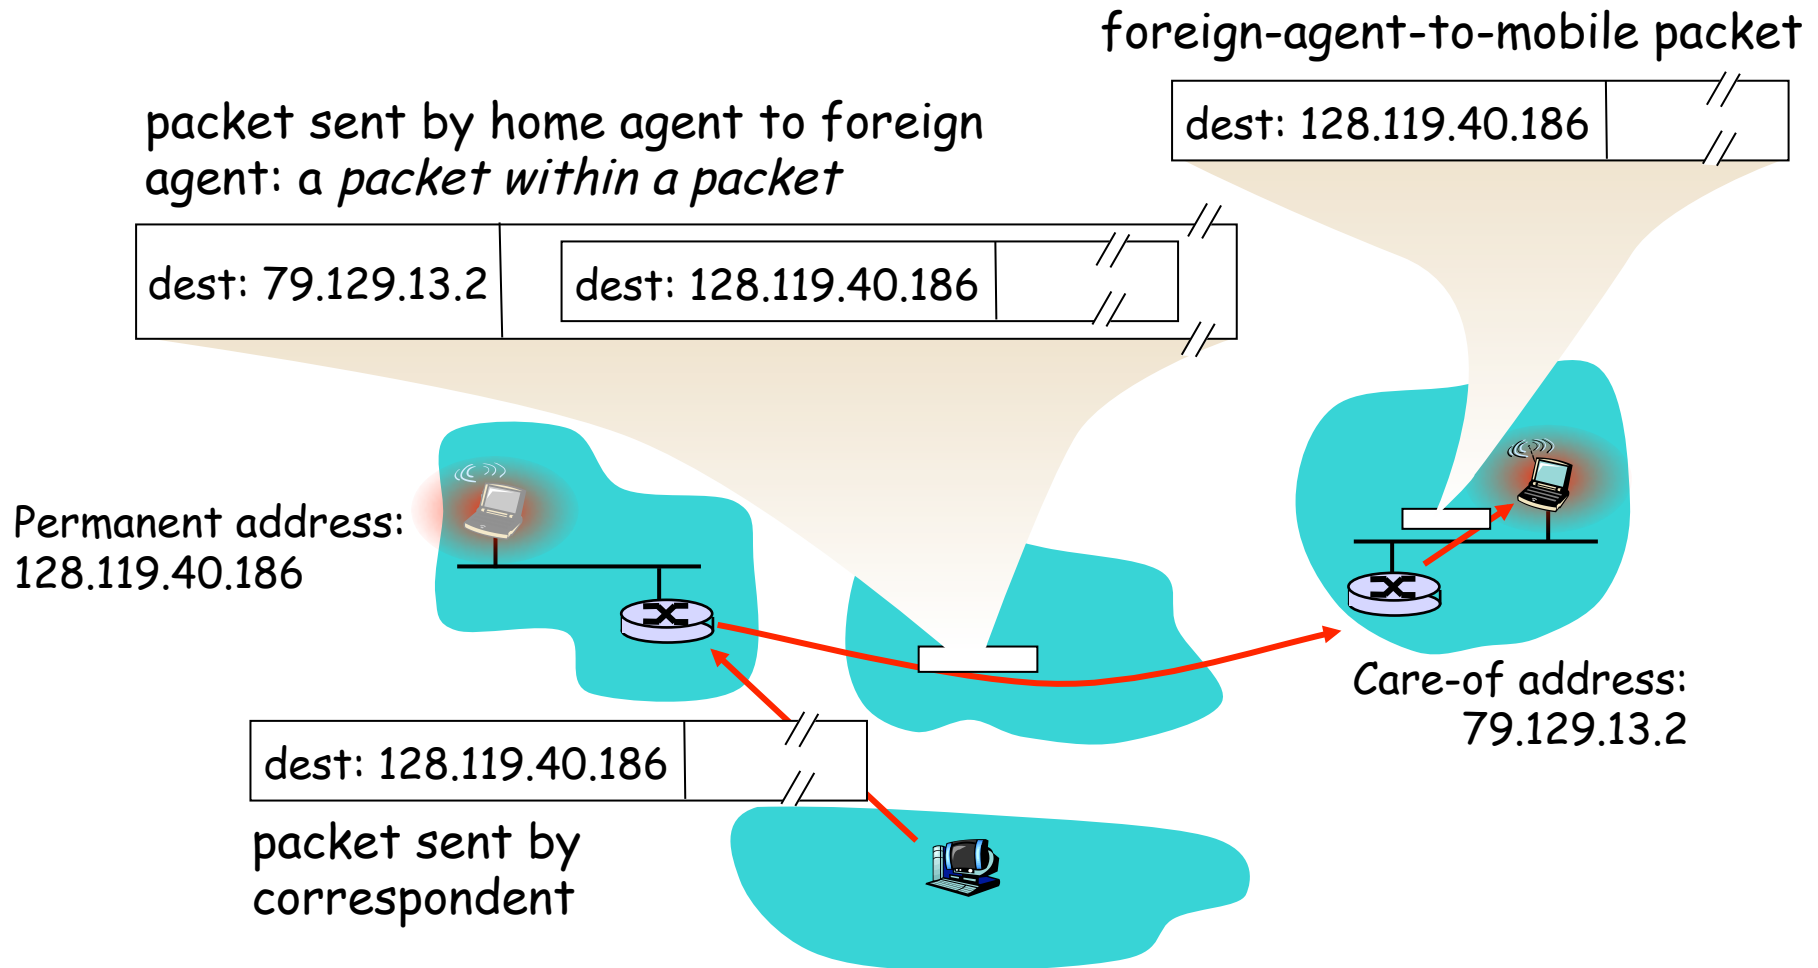 foreign-agent-to-mobile packet
dest: 128.119.40.186
packet sent by home agent to foreign
agent: a packet within a packet
dest: 79.129.13.2
dest: 128.119.40.186
Permanent address:
128.119.40.186
Care-of address:
79.129.13.2
dest: 128.119.40.186
packet sent by
correspondent